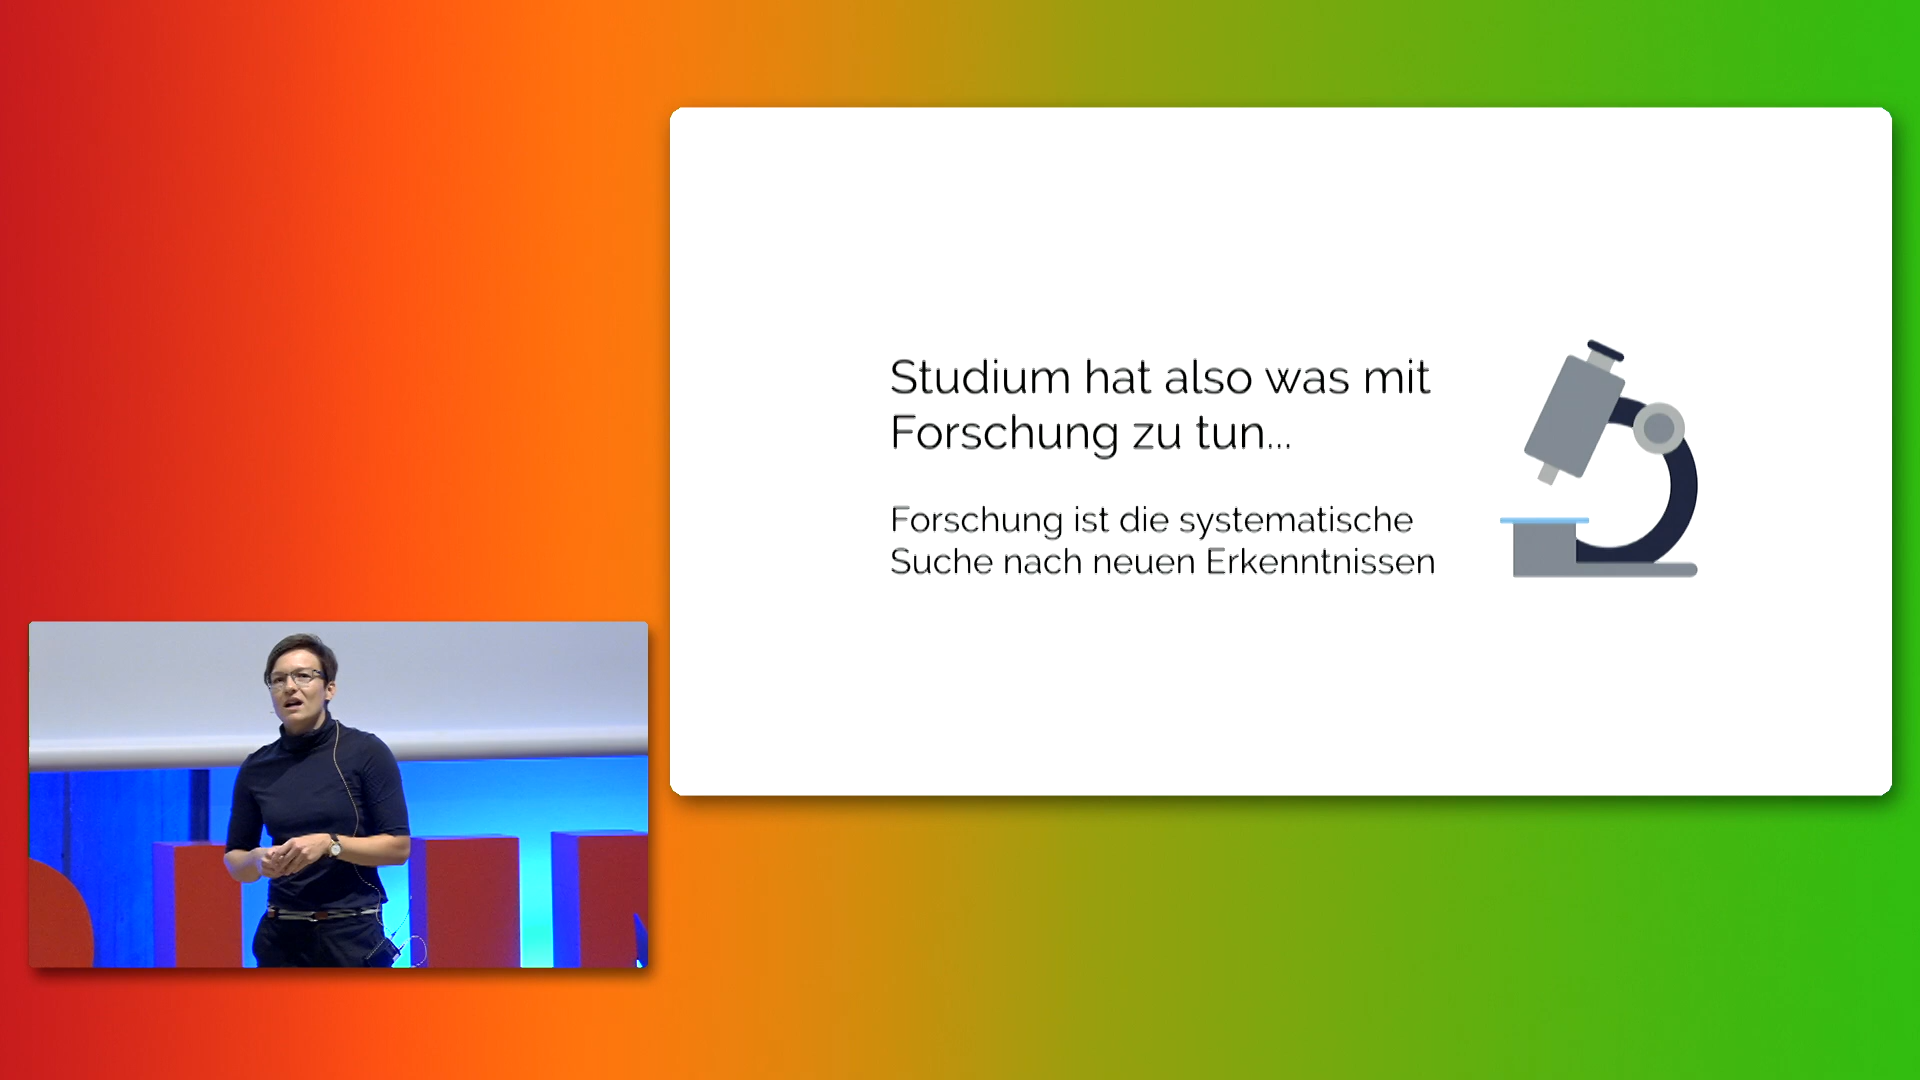 Studium hat also was mit
Forschung zu tun...
Forschung ist die systematische
Suche nach neuen Erkenntnissen